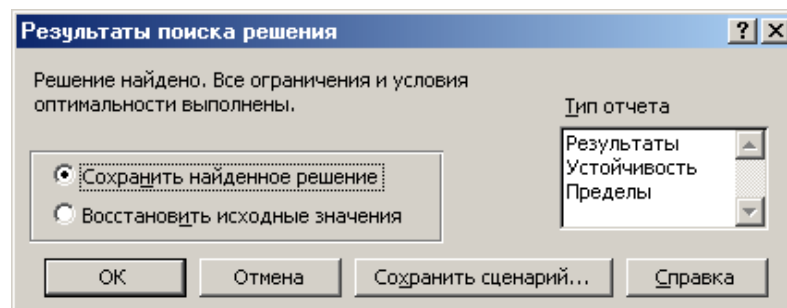 Результаты поиска решения
Решение найдено. Все ограничения и условия
оптимальности выполнены.
Тип отчета
Результаты
Устойчивость
Пределы
Сохранить найденное решение
Восстановить исходные значения
ОК
Отмена
Сохранить сценарий...
Справка